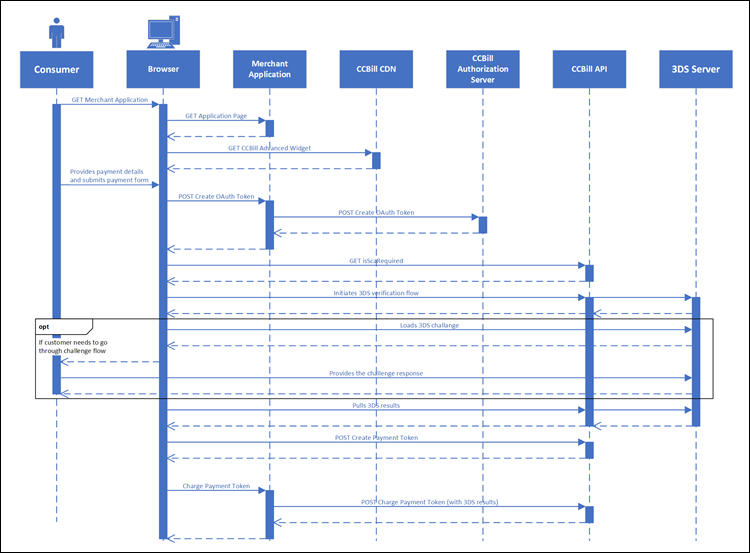 Consumer
Browser
Merchant
Application
CCBill CDN
CCBill
Authorization
Server
CCBill API
3DS Server
GET Merchant Application
GET Application Page
GET CCBill Advanced Widget
Provides payment details
and submits payment form
POST Create OAuth Token
POST Create OAuth Token
GET isScaRequired
Initiates 3DS verification flow
opt
If customer needs to go
through challenge flow
Loads 3DS challange
Provides the challenge response
Pulls 3DS results
POST Create Payment Token
Charge Payment Token
POST Charge Payment Token (with 3DS results)